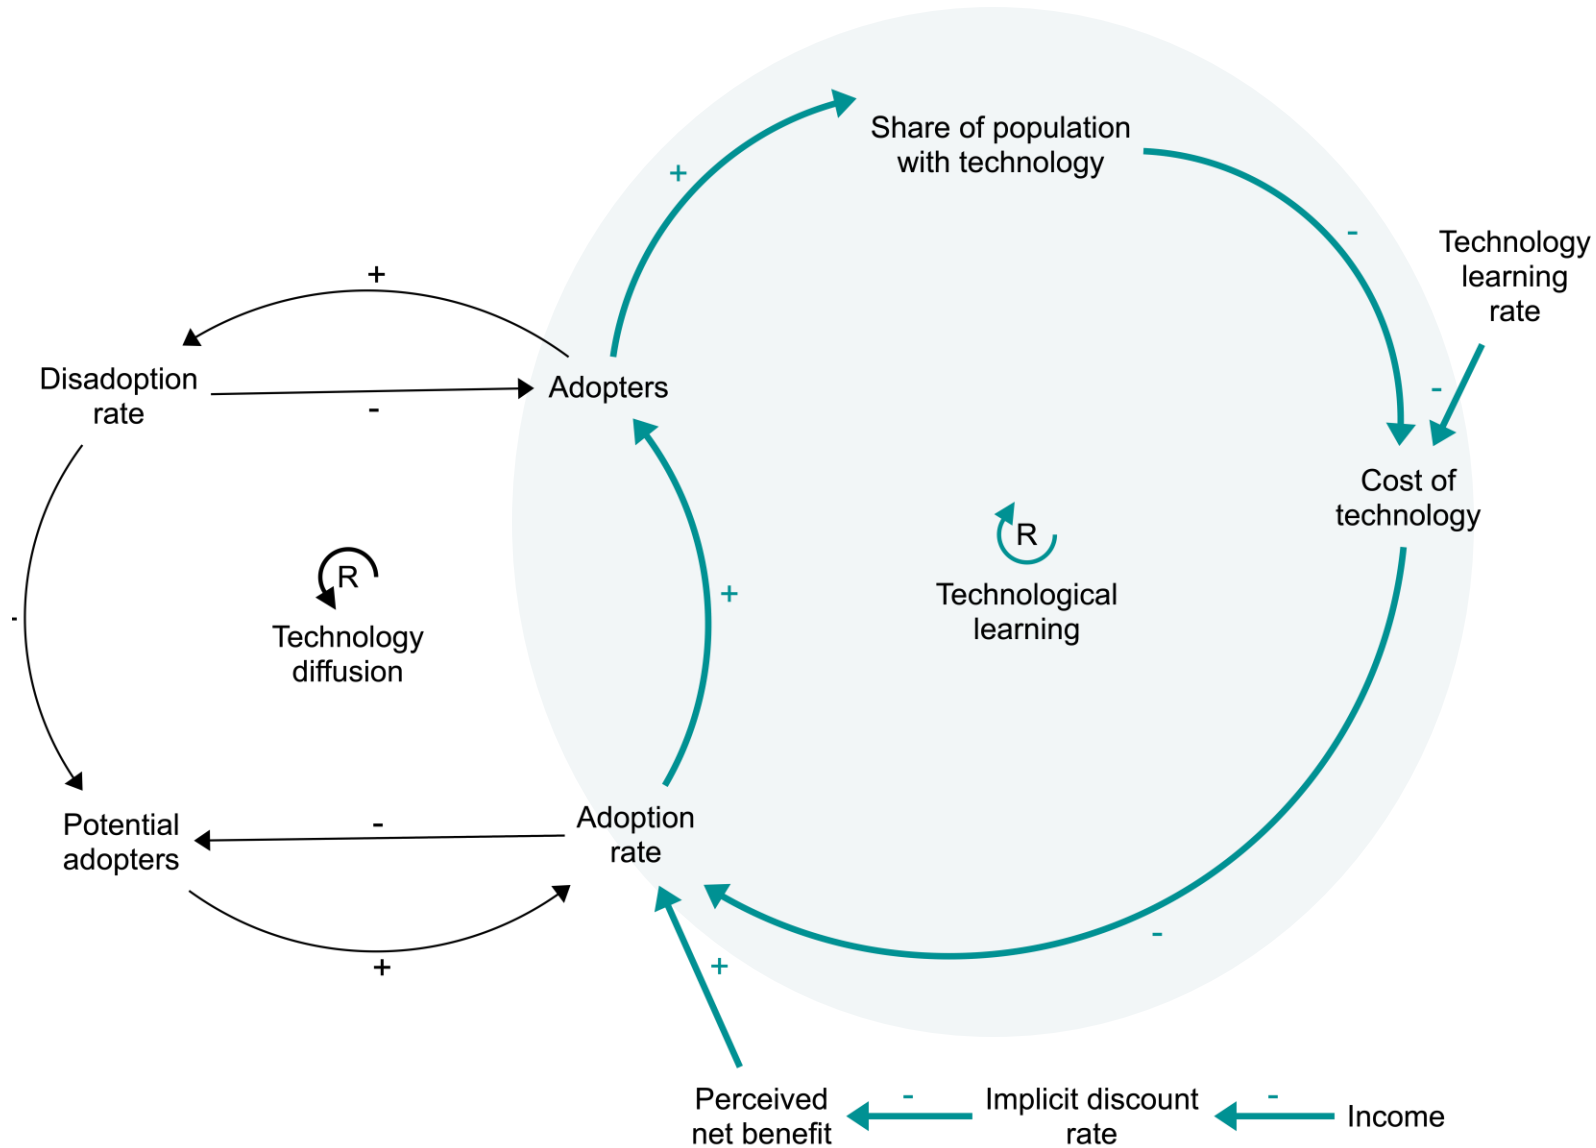 Share of population
with technology
+
-
Technology
learning
rate
+
Disadoption
rate
-
Adopters
-
Cost of
technology
R
Technological
learning
+
R
Technology
diffusion
-
Potential
adopters
-
Adoption
rate
+
-
+
Perceived
net benefit
-
Implicit discount
rate
-
Income